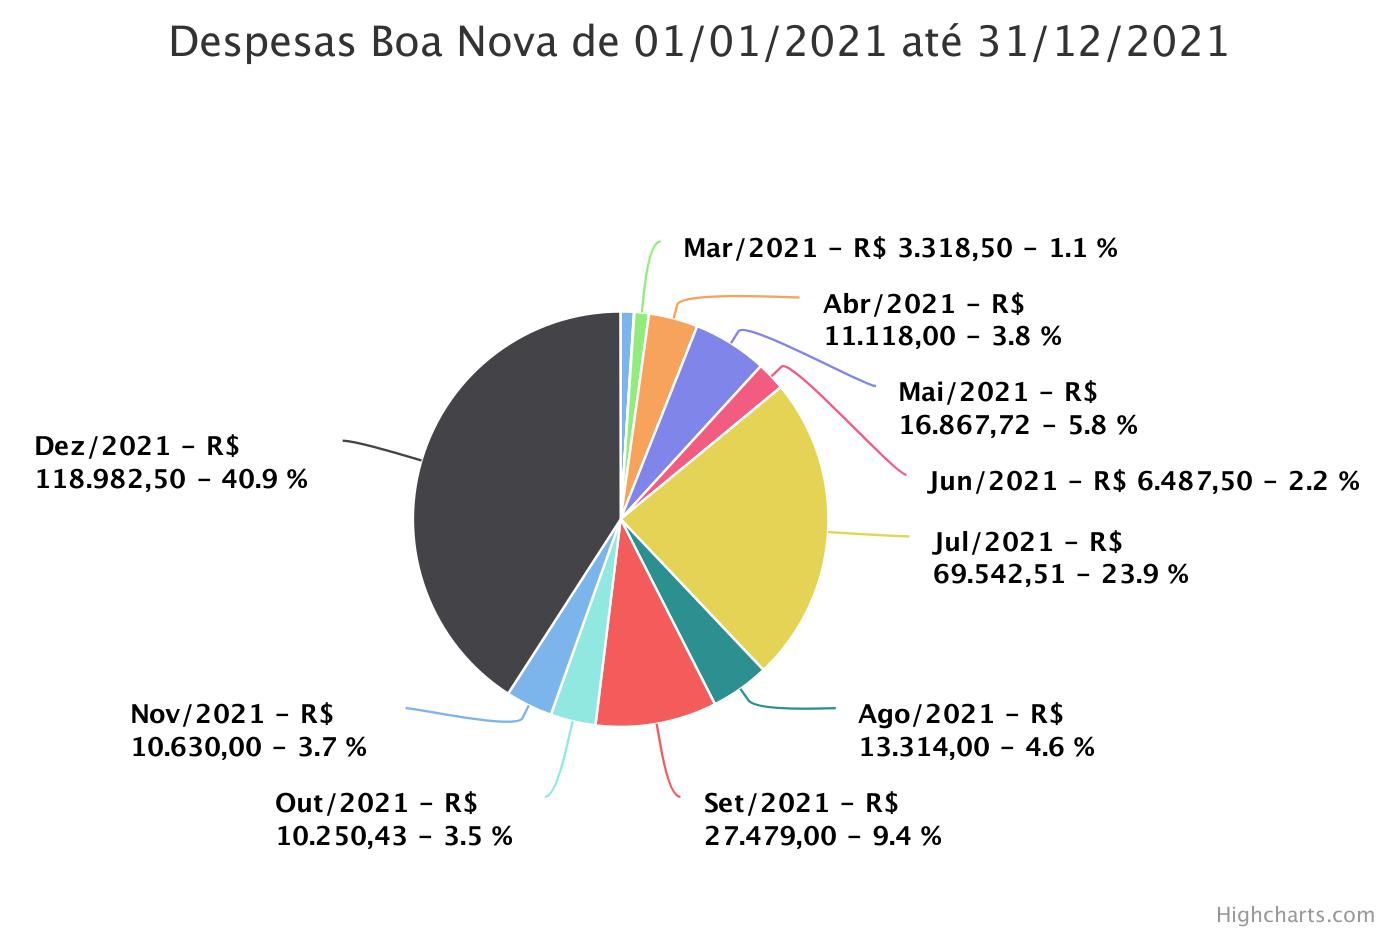 Despesas Boa Nova de 01/01/2021 até 31/12/2021
Mar/2021 – R$ 3.318,50 – 1.1 %
Abr/2021 – R$
11.118,00 – 3.8 %
Mai/2021 – R$
16.867,72 – 5.8 %
Jun/2021 – R$ 6.487,50 – 2.2 %
Jul/2021 – R$
69.542,51 – 23.9 %
Ago/2021 – R$
13.314,00 – 4.6 %
Set/2021 – R$
27.479,00 – 9.4 %
Out/2021 – R$
10.250,43 – 3.5 %
Nov/2021 – R$
10.630,00 – 3.7 %
Dez/2021 – R$
118.982,50 – 40.9 %
Highcharts.com